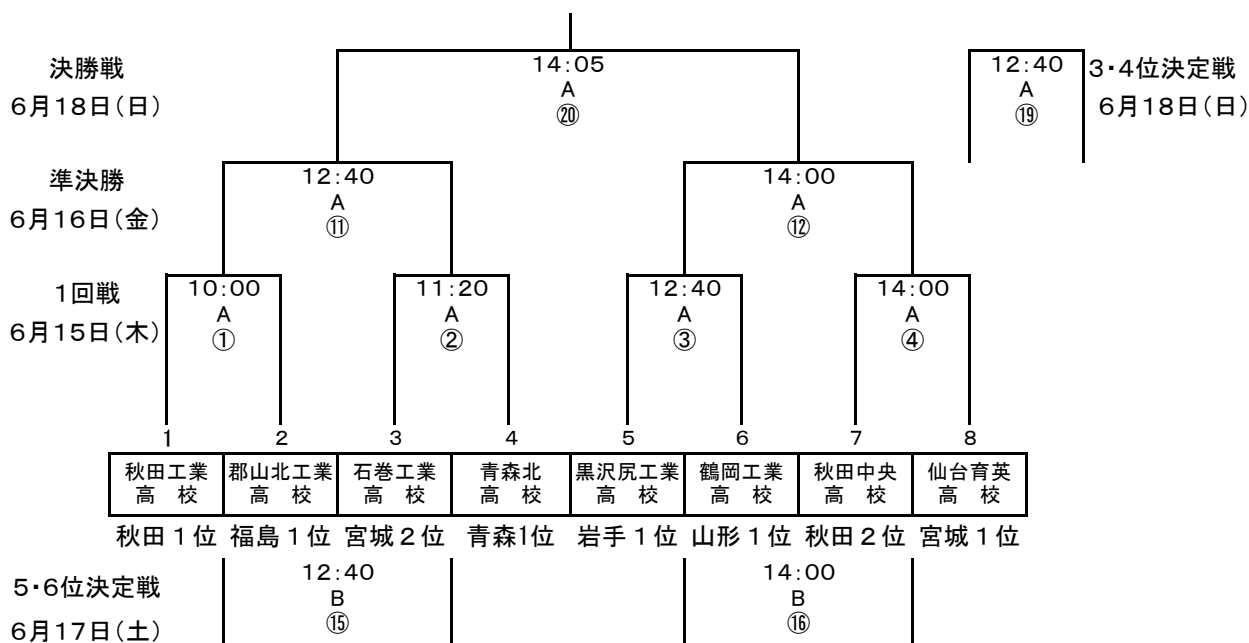 決勝戦
6月18日(日)
14:05
A
⑳
12:40
A
⑲
3・4位決定戦
6月18日(日)
準決勝
6月16日(金)
12:40
A
⑪
14:00
A
⑫
1回戦
6月15日(木)
10:00
A
①
11:20
A
②
12:40
A
③
14:00
A
④
1 2 3 4 5 6 7 8
秋田工業 郡山北工業 石巻工業 青森北 黒沢尻工業 鶴岡工業 秋田中央 仙台育英
高 校 高 校 高 校 高 校 高 校 高 校 高 校 高 校
秋田1位 福島1位 宮城2位 青森1位 岩手1位 山形1位 秋田2位 宮城1位
5・6位決定戦
6月17日(土)
12:40
B
⑮
14:00
B
⑯